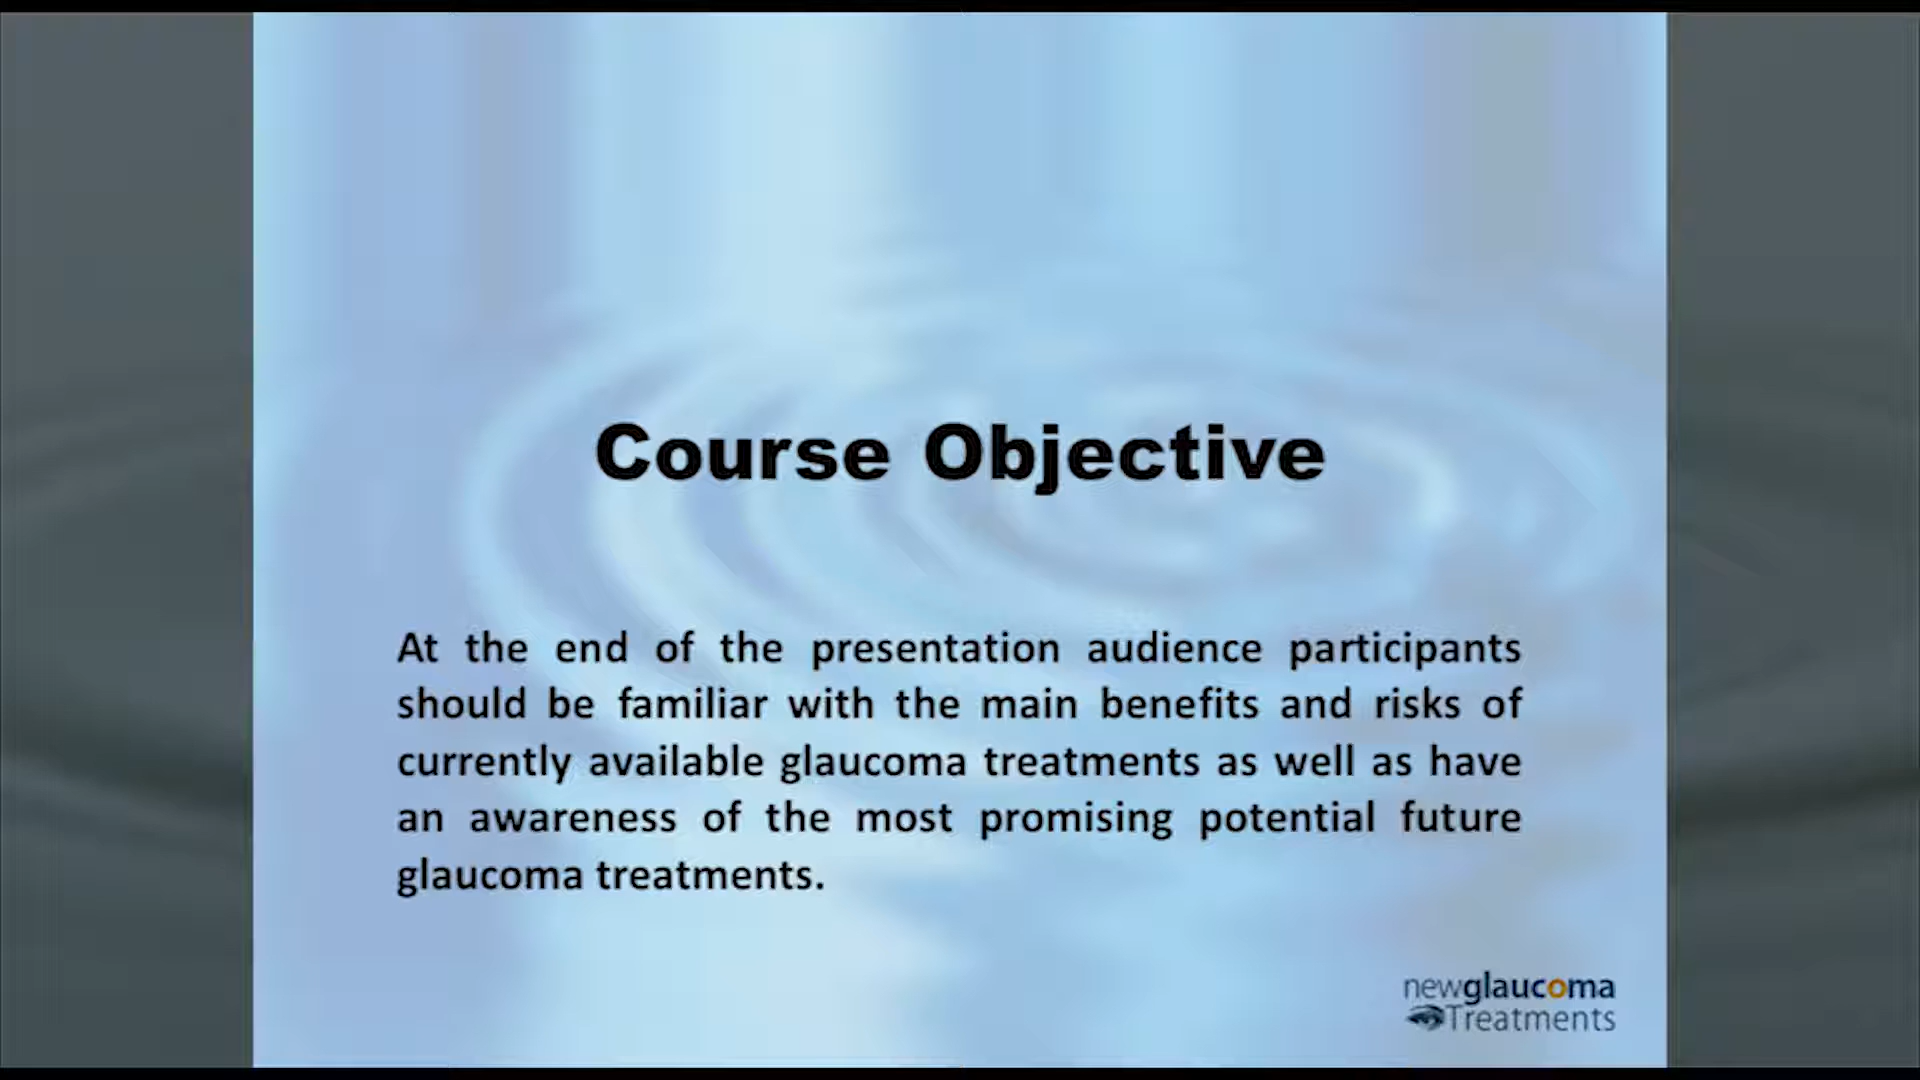 Course Objective
At the end of the presentation audience participants
should be familiar with the main benefits and risks of
currently available glaucoma treatments as well as have
an awareness of the most promising potential future
glaucoma treatments.
newglaucoma
Treatments